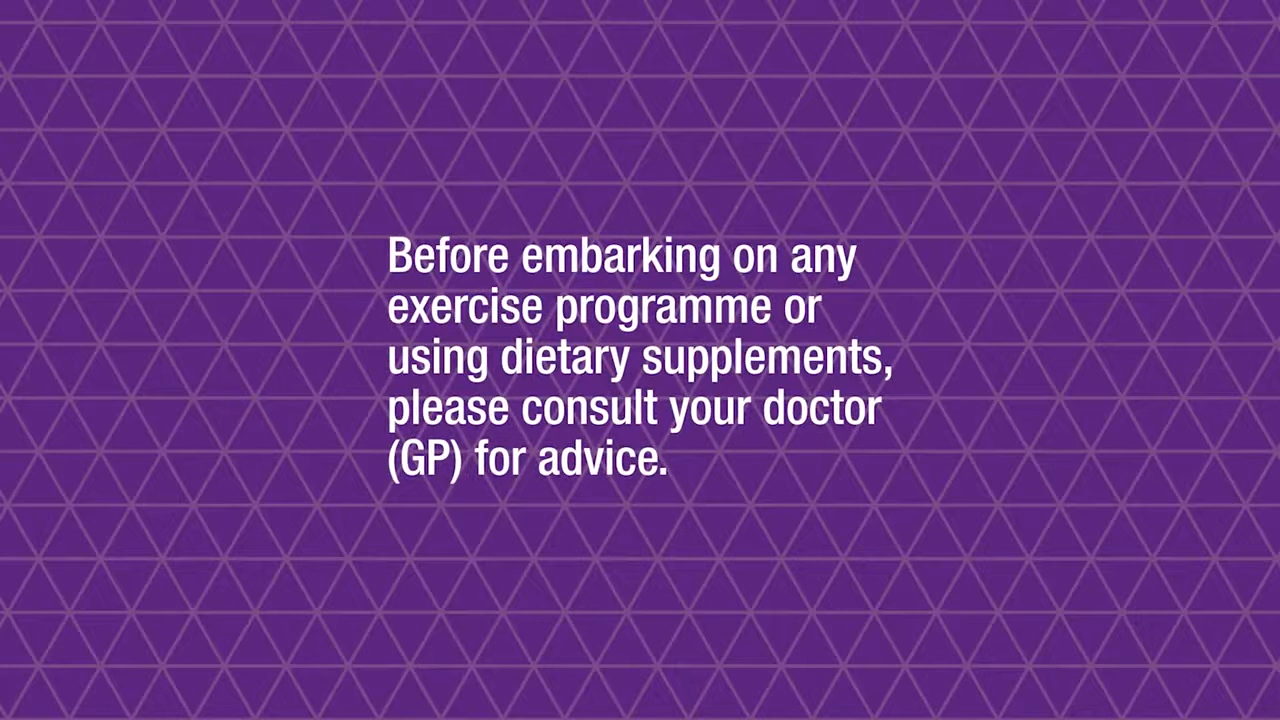 Before embarking on any
exercise programme or
using dietary supplements,
please consult your doctor
(GP) for advice.